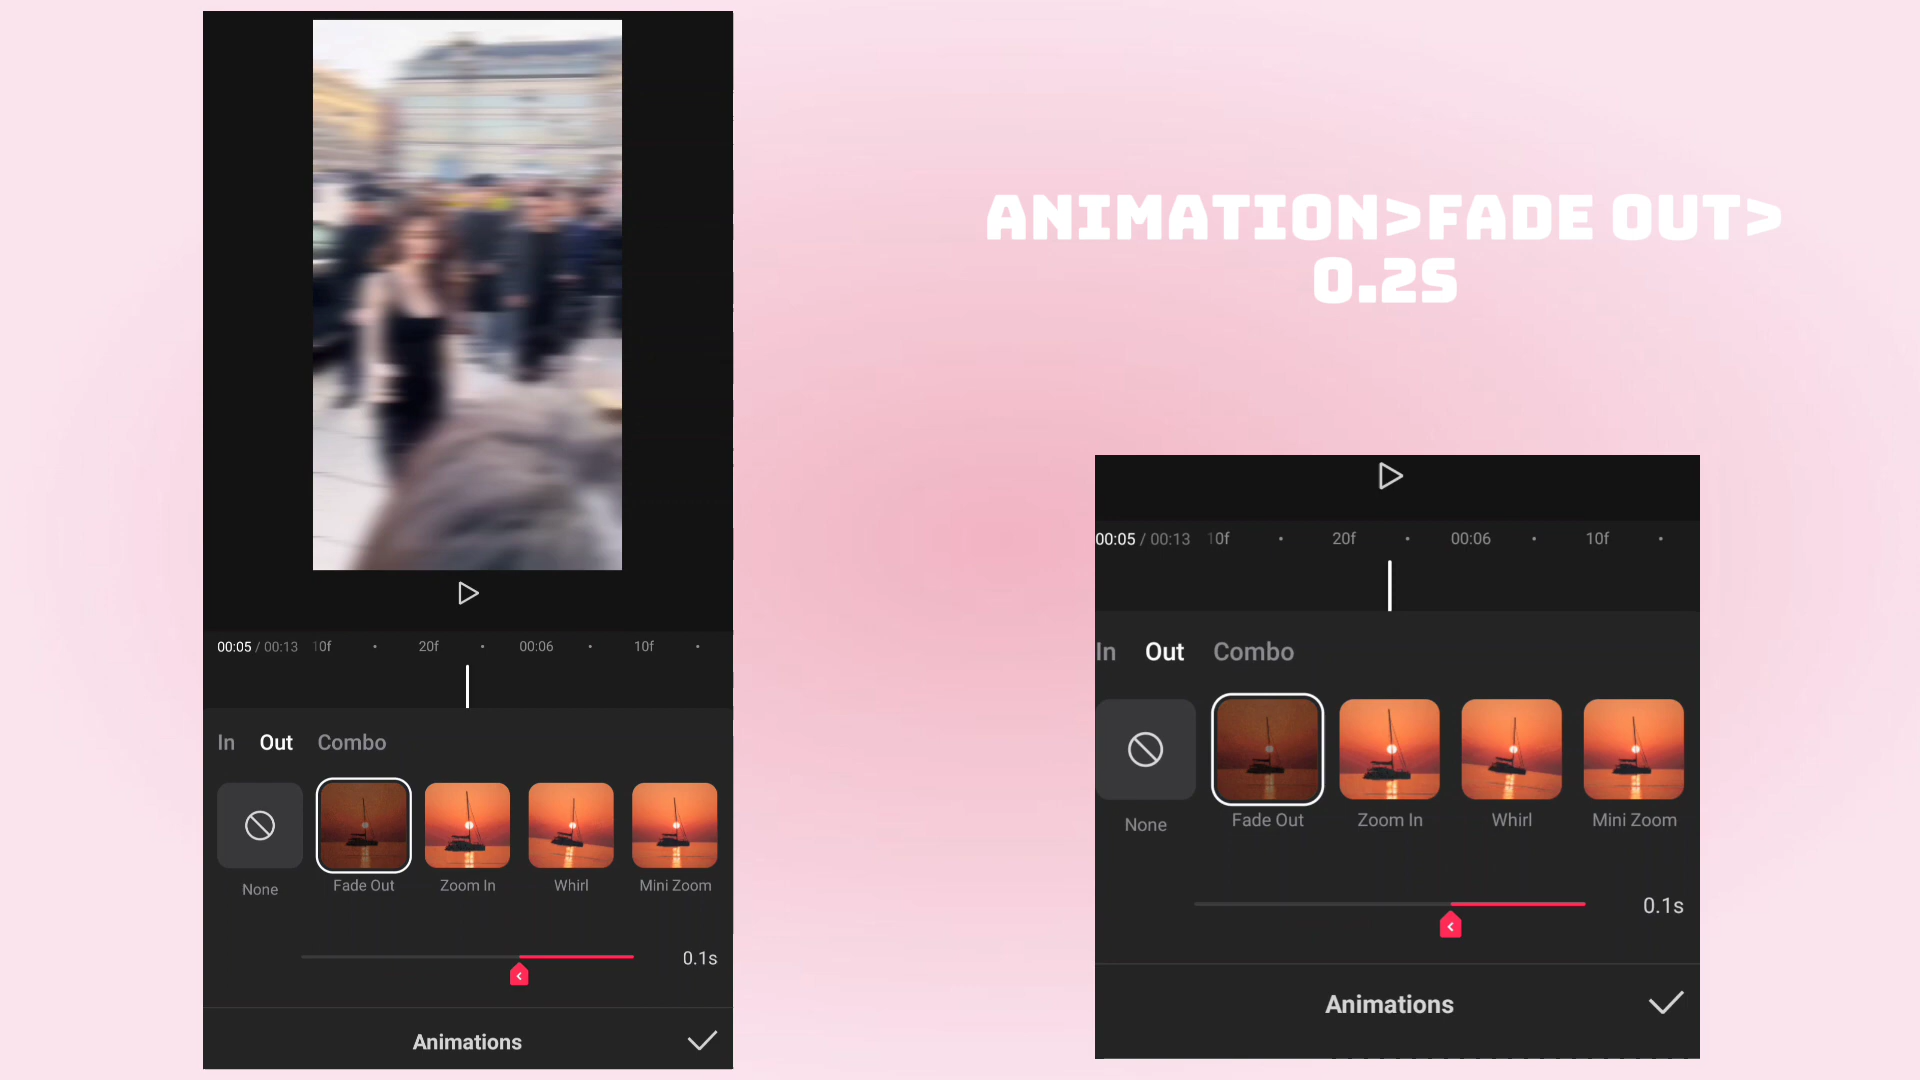 ANIMATION>FADE OUT>
0.2S
00:05 / 00:13 10f 20f 00:06 10f
In Out Combo
None Fade Out Zoom In Whirl Mini Zoom
0.1s
Animations
00:05 / 00:13 10f 20f 00:06 10f
In Out Combo
None Fade Out Zoom In Whirl Mini Zoom
0.1s
Animations